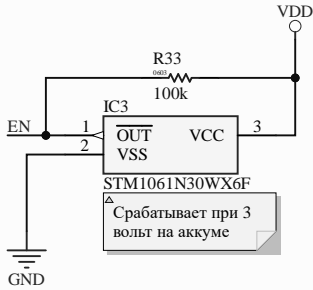 VDD
R33
0603
100k
IC3
EN
1
OUT
VCC
3
2
VSS
STM1061N30WX6F
Срабатывает при 3
вольт на аккуме
GND